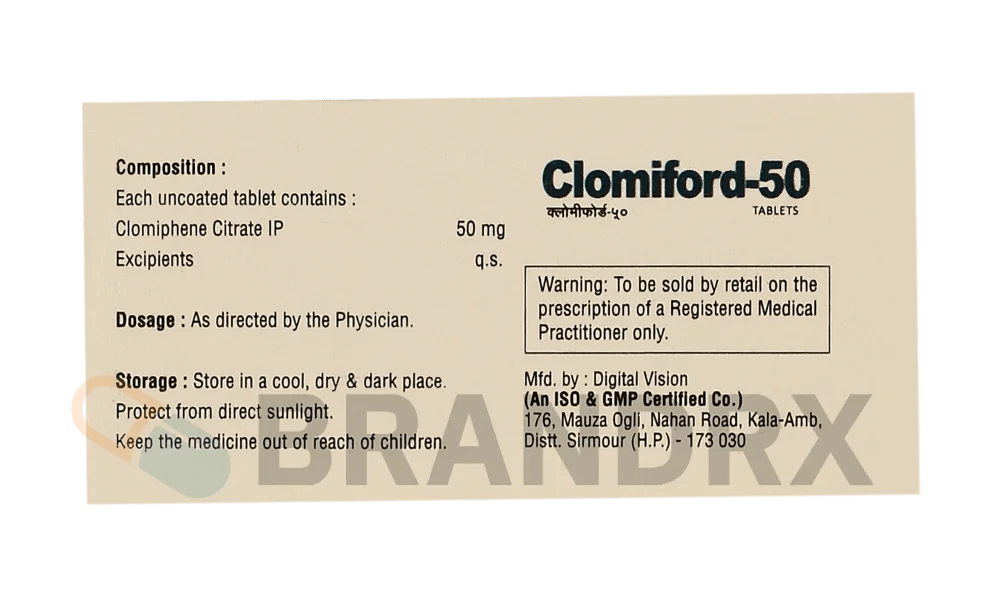 Composition :
Each uncoated tablet contains :
Clomiphene Citrate IP 50 mg
Excipients q.s.
Dosage : As directed by the Physician.
Storage : Store in a cool, dry & dark place.
Protect from direct sunlight.
Keep the medicine out of reach of children.
Clomiford-50
क्लोमीफोर्ड-५० TABLETS
Warning: To be sold by retail on the
prescription of a Registered Medical
Practitioner only.
Mfd. by : Digital Vision
(An ISO & GMP Certified Co.)
176, Mauza Ogli, Nahan Road, Kala-Amb,
Distt. Sirmour (H.P.) - 173 030
BRANDRX